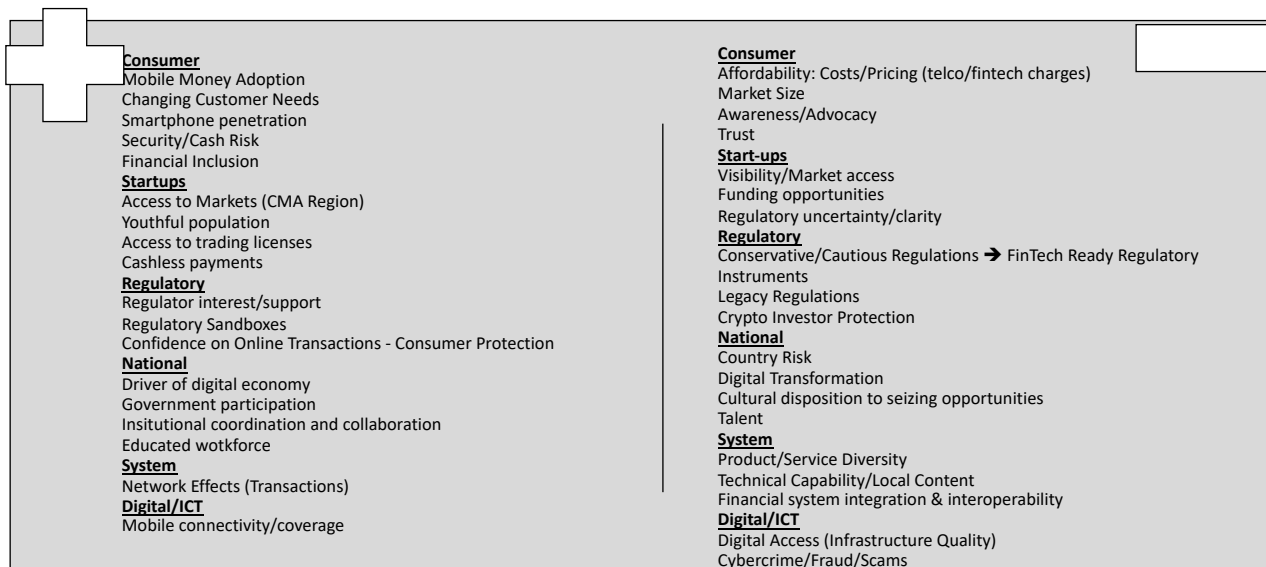 Consumer
Mobile Money Adoption
Changing Customer Needs
Smartphone penetration
Security/Cash Risk
Financial Inclusion
Startups
Access to Markets (CMA Region)
Youthful population
Access to trading licenses
Cashless payments
Regulatory
Regulator interest/support
Regulatory Sandboxes
Confidence on Online Transactions - Consumer Protection
National
Driver of digital economy
Government participation
Insitutional coordination and collaboration
Educated wotkforce
System
Network Effects (Transactions)
Digital/ICT
Mobile connectivity/coverage
Consumer
Affordability: Costs/Pricing (telco/fintech charges)
Market Size
Awareness/Advocacy
Trust
Start-ups
Visibility/Market access
Funding opportunities
Regulatory uncertainty/clarity
Regulatory
Conservative/Cautious Regulations ➔ FinTech Ready Regulatory
Instruments
Legacy Regulations
Crypto Investor Protection
National
Country Risk
Digital Transformation
Cultural disposition to seizing opportunities
Talent
System
Product/Service Diversity
Technical Capability/Local Content
Financial system integration & interoperability
Digital/ICT
Digital Access (Infrastructure Quality)
Cybercrime/Fraud/Scams